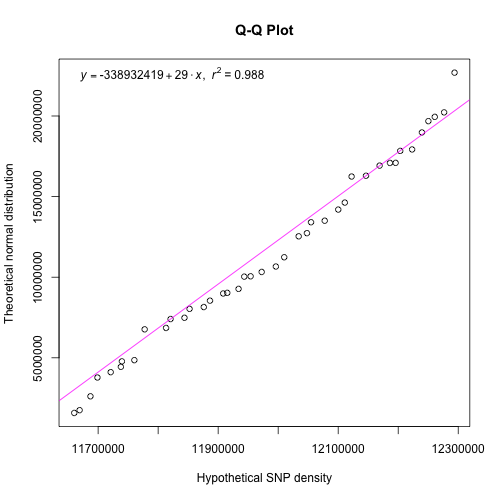 Q-Q Plot
y = -338932419 + 29 · x, r² = 0.988
Theoretical normal distribution
20000000
15000000
10000000
5000000
11700000 11900000 12100000 12300000
Hypothetical SNP density